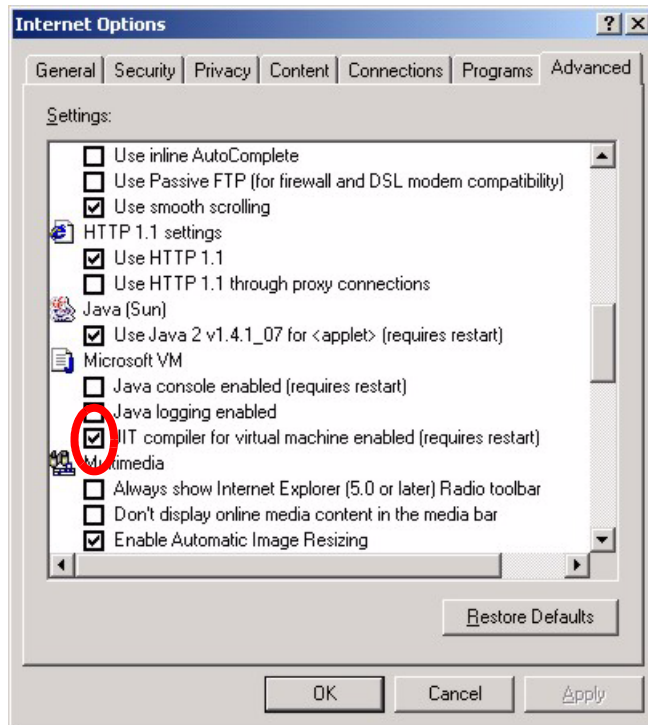 Internet Options
General Security Privacy Content Connections Programs Advanced
Settings:
Use inline AutoComplete
Use Passive FTP (for firewall and DSL modem compatibility)
Use smooth scrolling
HTTP 1.1 settings
Use HTTP 1.1
Use HTTP 1.1 through proxy connections
Java (Sun)
Use Java 2 v1.4.1_07 for <applet> (requires restart)
Microsoft VM
Java console enabled (requires restart)
Java logging enabled
JIT compiler for virtual machine enabled (requires restart)
Multimedia
Always show Internet Explorer (5.0 or later) Radio toolbar
Don't display online media content in the media bar
Enable Automatic Image Resizing
Restore Defaults
OK Cancel Apply